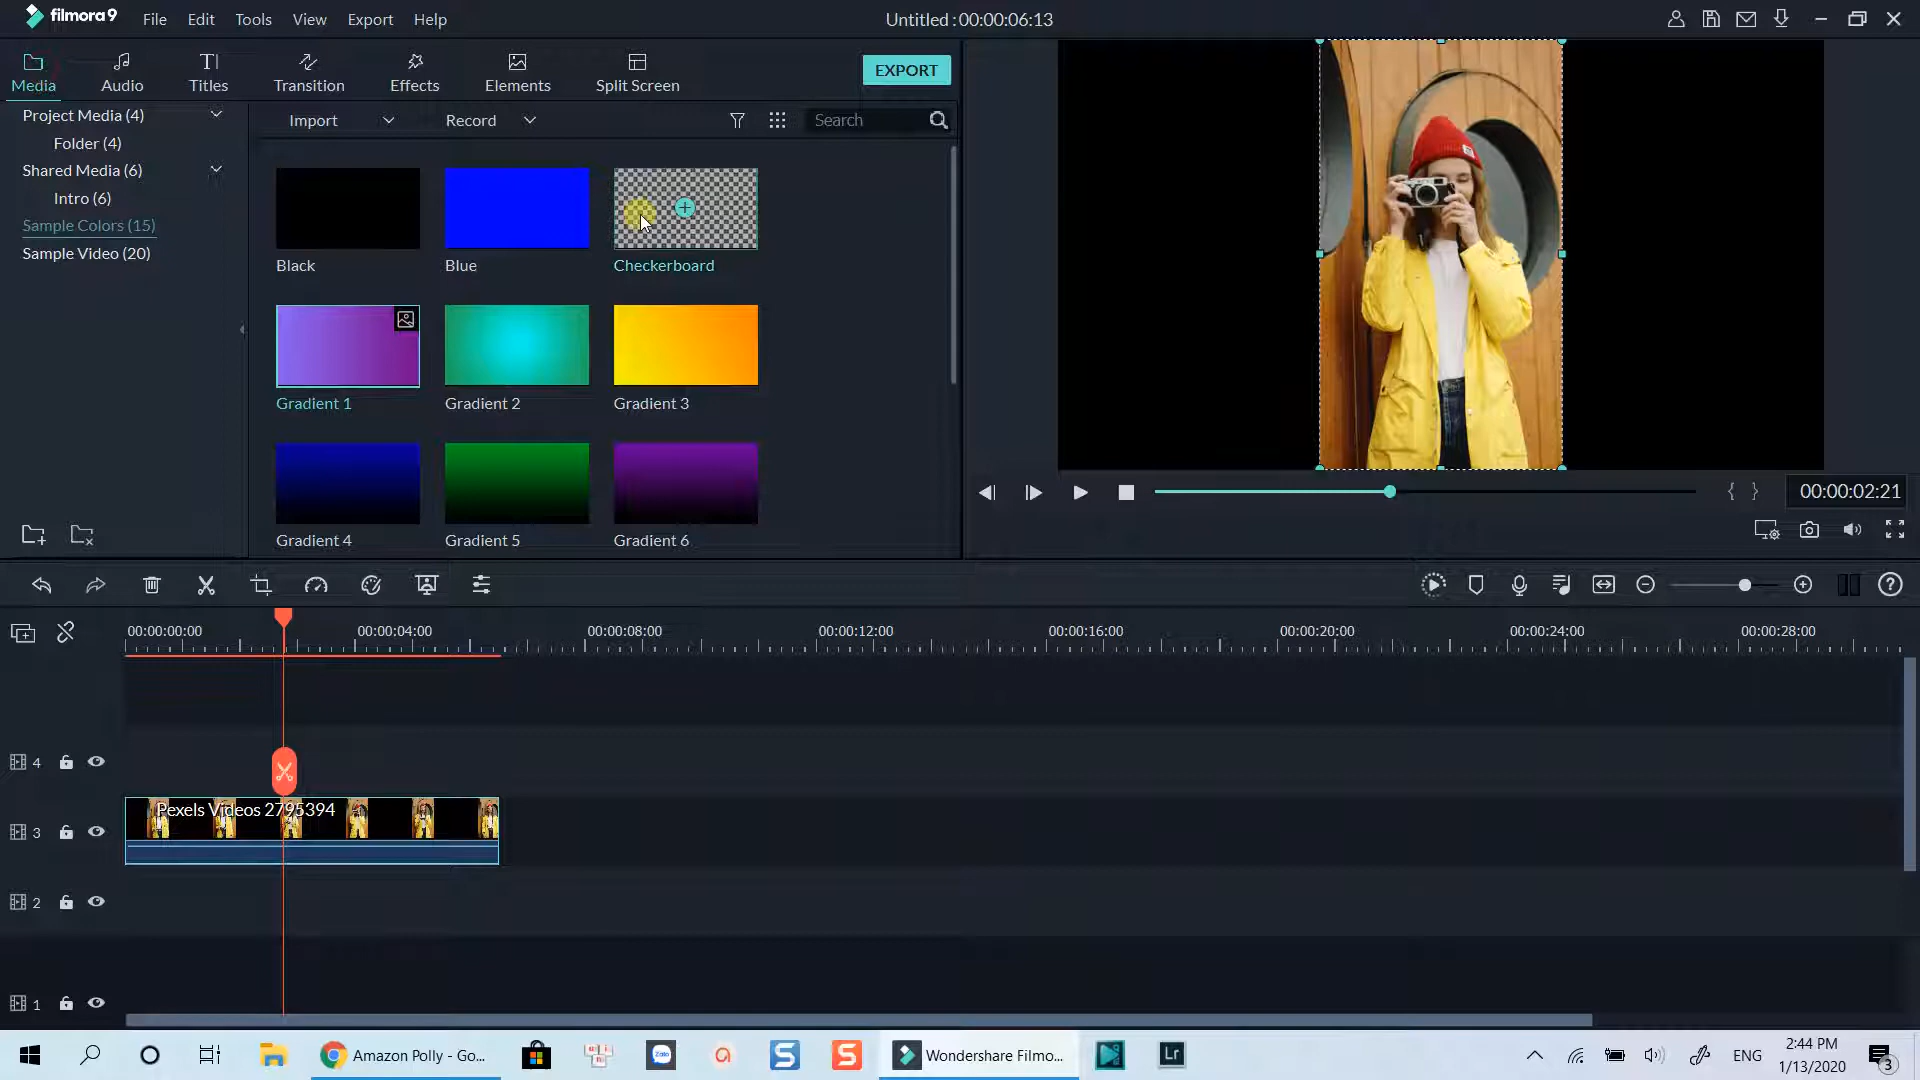 filmora9
File Edit Tools View Export Help
Untitled : 00:00:06:13
Media Audio Titles Transition Effects Elements Split Screen
EXPORT
Project Media (4)
Folder (4)
Shared Media (6)
Intro (6)
Sample Colors (15)
Sample Video (20)
Import Record Search
Black Blue Checkerboard
Gradient 1 Gradient 2 Gradient 3
Gradient 4 Gradient 5 Gradient 6
{ } 00:00:02:21
00:00:00:00 00:00:04:00 00:00:08:00 00:00:12:00 00:00:16:00 00:00:20:00 00:00:24:00 00:00:28:00
4
Pexels Videos 2795394
3
2
1
Amazon Polly - Go...
Zalo
Wondershare Filmo...
Lr
ENG
2:44 PM
1/13/2020
3